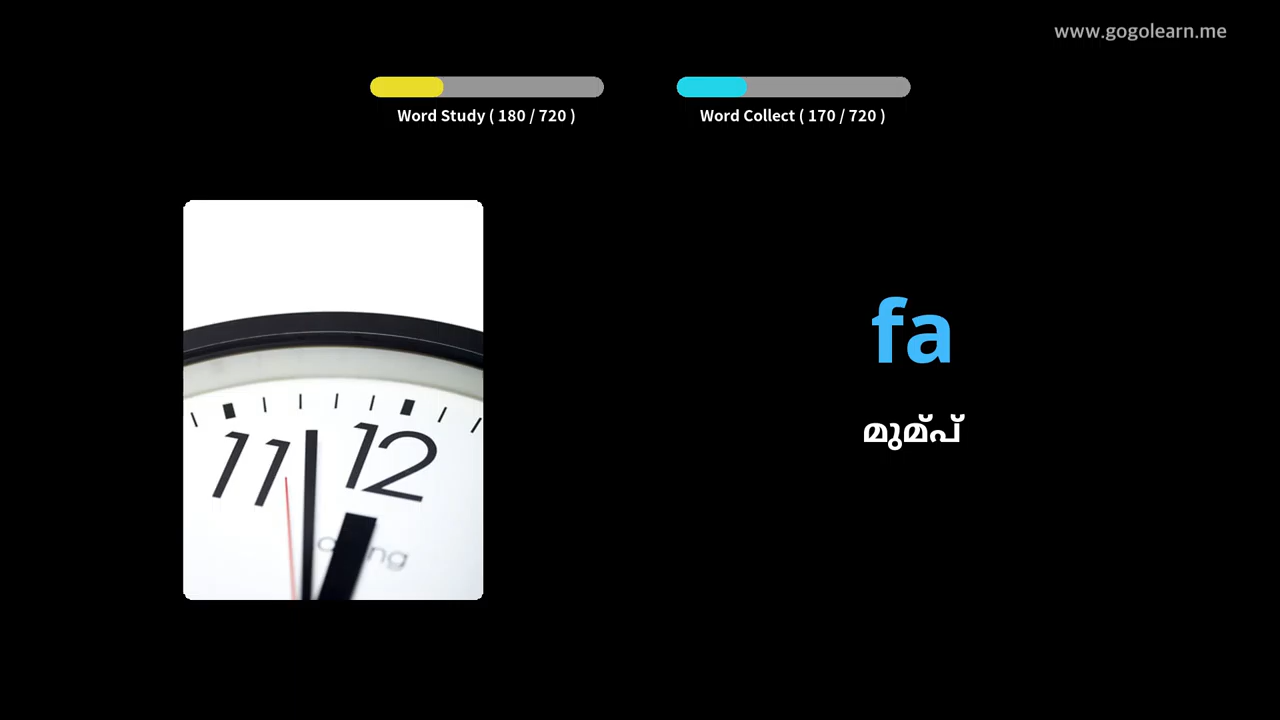 www.gogolearn.me
Word Study ( 180 / 720 )
Word Collect ( 170 / 720 )
fa
മുമ്പ്
11
12